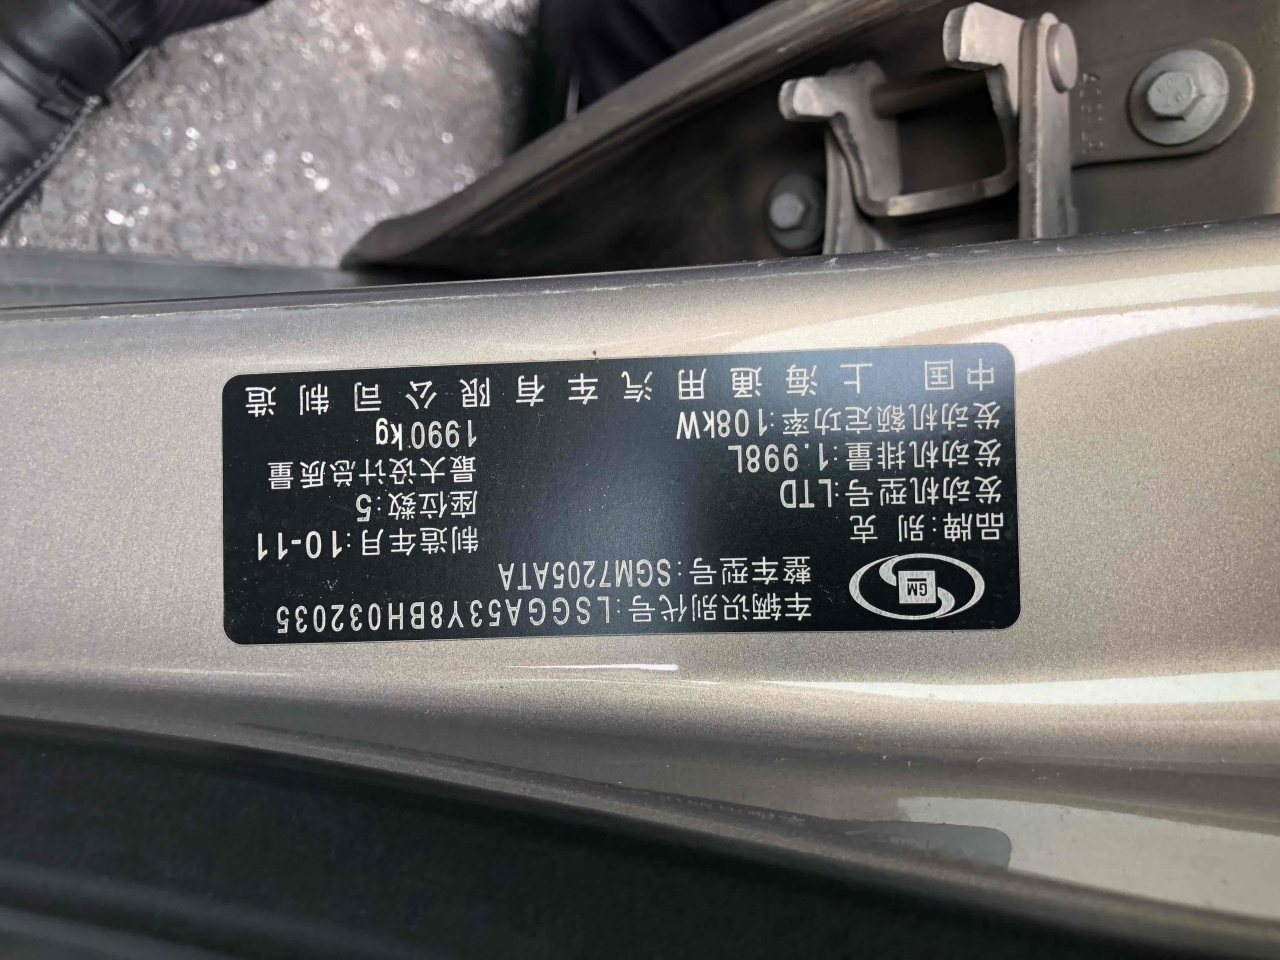 车辆识别代号:LSGGA53Y8BH032035
整车型号:SGM7205ATA
GM
品牌:别 克
制造年月:10-11
发动机型号:LTD
座位数:5
发动机排量:1.998L
最大设计总质量
发动机额定功率:108kW
1990kg
中国 上海通用汽车有限公司制造